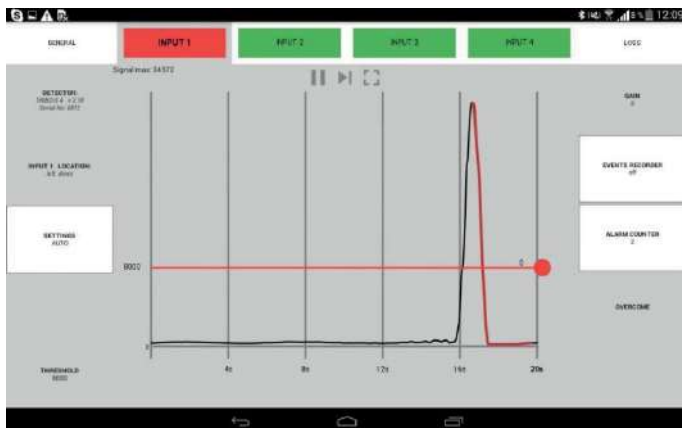 12:09
GENERAL
INPUT 1
INPUT 2
INPUT 3
INPUT 4
LOGS
Signal max: 34572
DETECTOR:
INPUT 1 LOCATION:
SETTINGS
AUTO
THRESHOLD
8000
8000
0
0
4s
8s
12s
16s
20s
GAIN
0
EVENTS RECORDER
off
ALARM COUNTER
2
OVERCOME